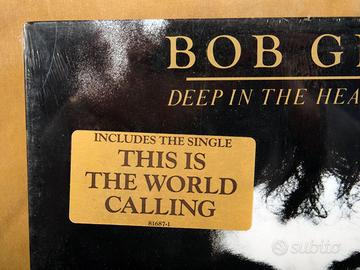 BOB G
DEEP IN THE HEA
INCLUDES THE SINGLE
THIS IS
THE WORLD
CALLING
81687-1
subito